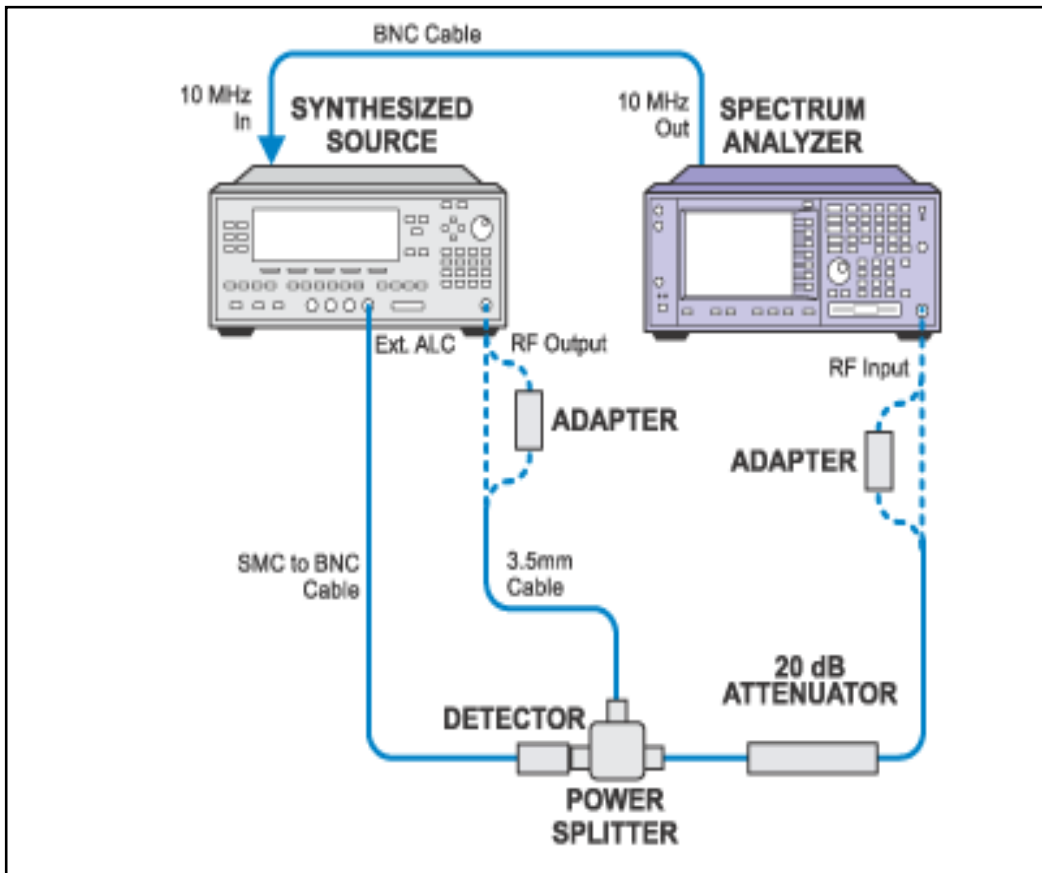 BNC Cable
10 MHz
In
SYNTHESIZED
SOURCE
10 MHz
Out
SPECTRUM
ANALYZER
Ext. ALC
RF Output
RF Input
ADAPTER
ADAPTER
SMC to BNC
Cable
3.5mm
Cable
20 dB
ATTENUATOR
DETECTOR
POWER
SPLITTER